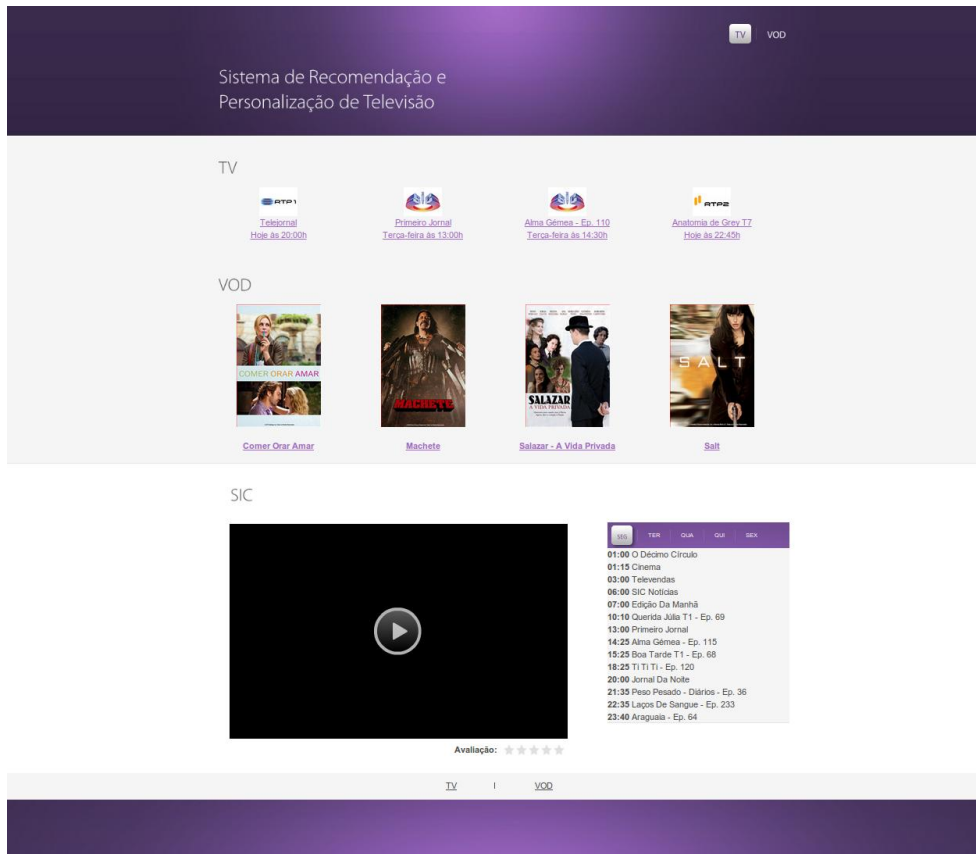 TV VOD
Sistema de Recomendação e
Personalização de Televisão
TV
RTP1
SIC
SIC
RTP2
Telejornal
Hoje às 20:00h
Primeiro Jornal
Terça-feira às 13:00h
Alma Gémea - Ep. 110
Terça-feira às 14:30h
Anatomia de Grey T7
Hoje às 22:45h
VOD
COMER ORAR AMAR
MACHETE
SALAZAR
A VIDA PRIVADA
SALT
Comer Orar Amar
Machete
Salazar - A Vida Privada
Salt
SIC
SEG TER QUA QUI SEX
01:00 O Décimo Círculo
01:15 Cinema
03:00 Televendas
06:00 SIC Notícias
07:00 Edição Da Manhã
10:10 Querida Júlia T1 - Ep. 69
13:00 Primeiro Jornal
14:25 Alma Gémea - Ep. 115
15:25 Boa Tarde T1 - Ep. 68
18:25 Ti Ti Ti - Ep. 120
20:00 Jornal Da Noite
21:35 Peso Pesado - Diários - Ep. 36
22:35 Laços De Sangue - Ep. 233
23:40 Araguaia - Ep. 64
Avaliação:
TV | VOD